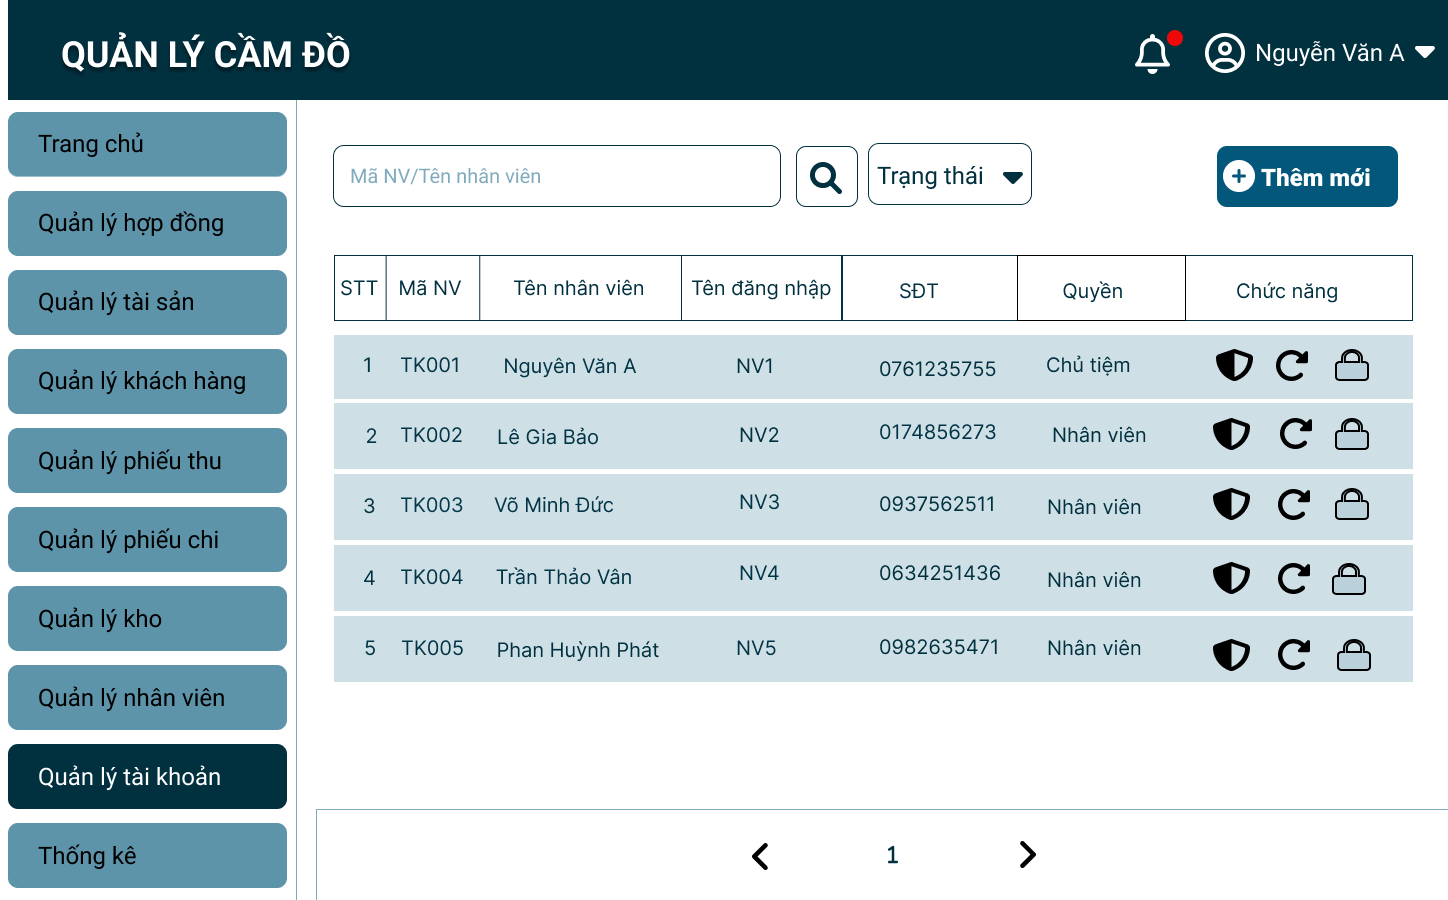 QUẢN LÝ CẦM ĐỒ
Nguyễn Văn A
Trang chủ
Quản lý hợp đồng
Quản lý tài sản
Quản lý khách hàng
Quản lý phiếu thu
Quản lý phiếu chi
Quản lý kho
Quản lý nhân viên
Quản lý tài khoản
Thống kê
Mã NV/Tên nhân viên
Trạng thái
Thêm mới
STT Mã NV Tên nhân viên Tên đăng nhập SĐT Quyền Chức năng
1 TK001 Nguyên Văn A NV1 0761235755 Chủ tiệm
2 TK002 Lê Gia Bảo NV2 0174856273 Nhân viên
3 TK003 Võ Minh Đức NV3 0937562511 Nhân viên
4 TK004 Trần Thảo Vân NV4 0634251436 Nhân viên
5 TK005 Phan Huỳnh Phát NV5 0982635471 Nhân viên
1